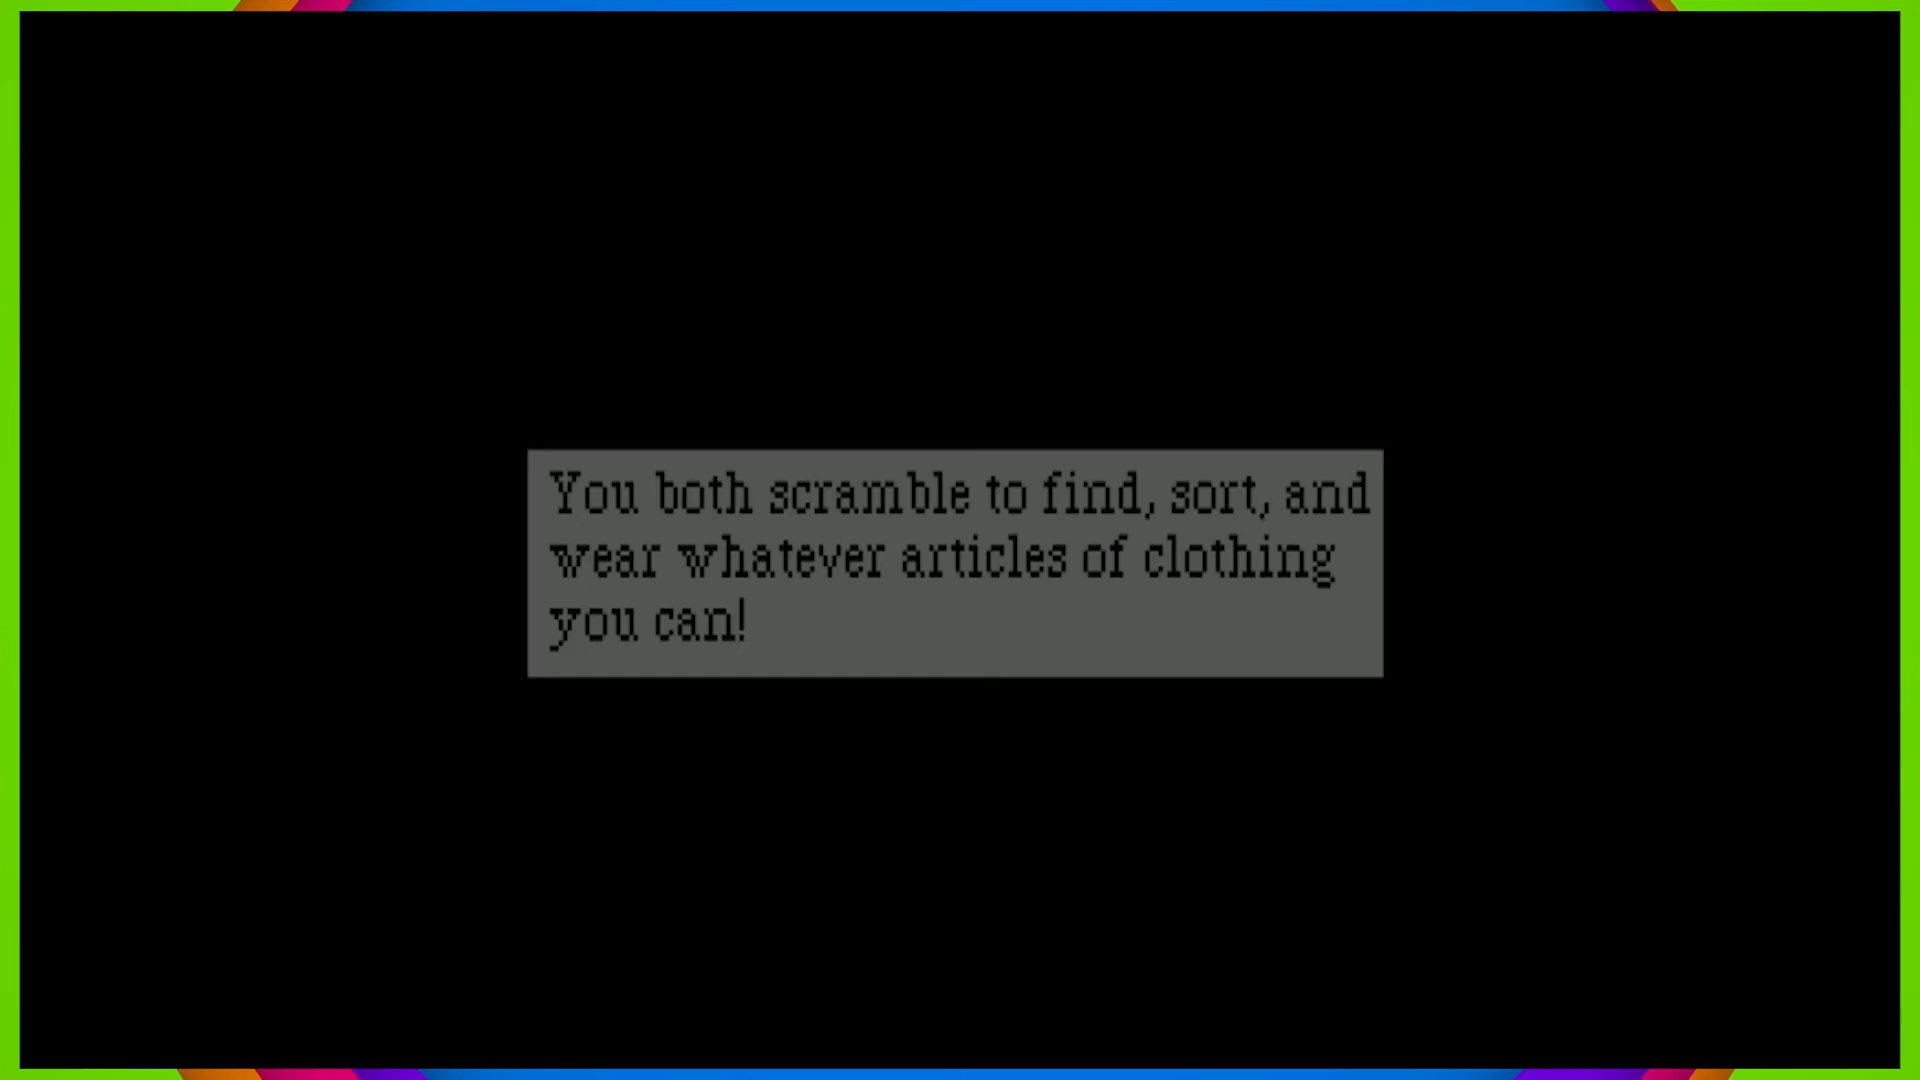 You both scramble to find, sort, and
wear whatever articles of clothing
you can!